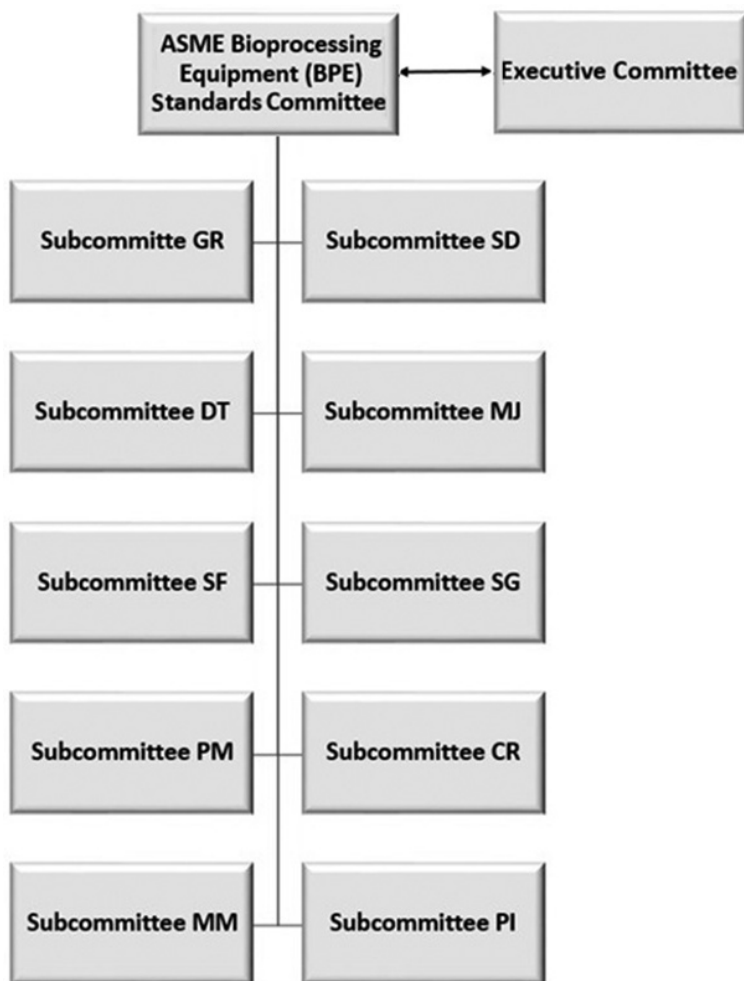 ASME Bioprocessing
Equipment (BPE)
Standards Committee
Executive Committee
Subcommitte GR
Subcommittee SD
Subcommittee DT
Subcommittee MJ
Subcommittee SF
Subcommittee SG
Subcommittee PM
Subcommittee CR
Subcommittee MM
Subcommittee PI